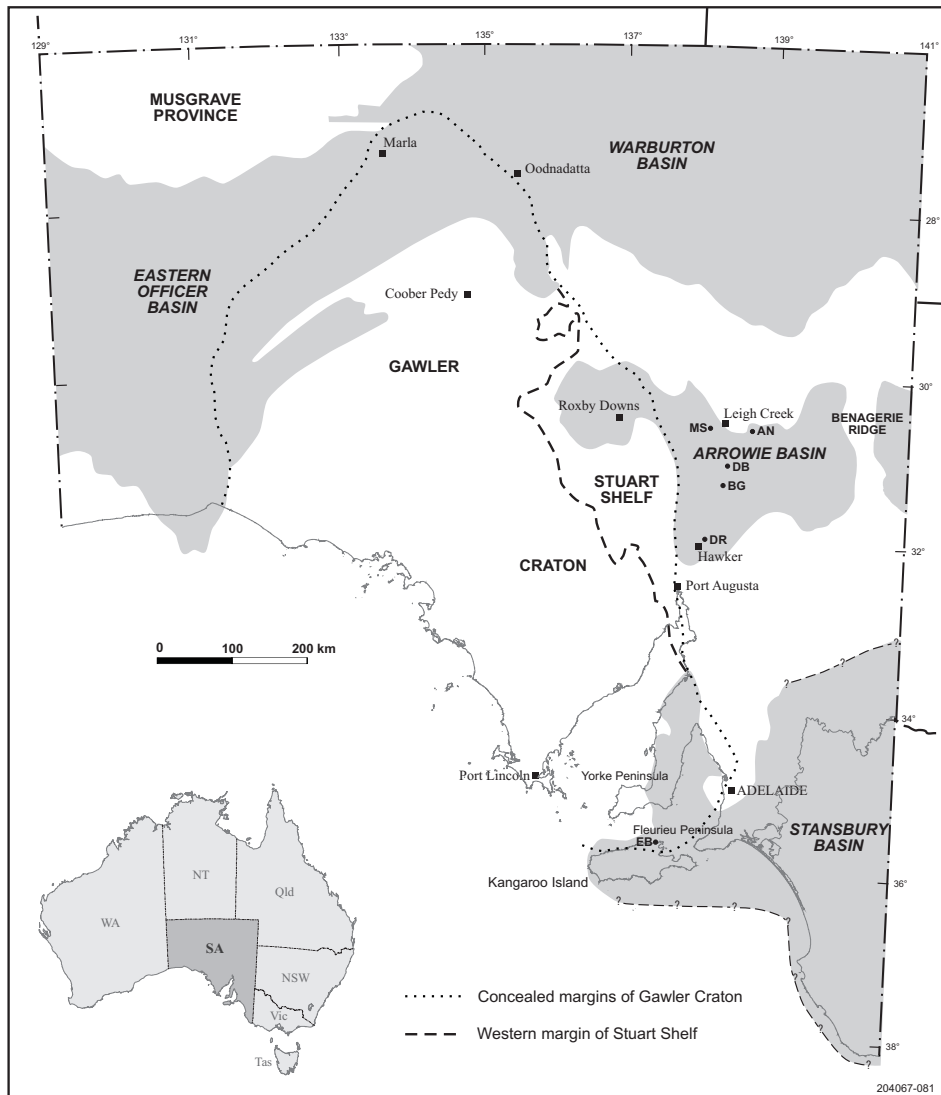 129°
131°
133°
135°
137°
139°
141°
MUSGRAVE
PROVINCE
Marla
Oodnadatta
WARBURTON
BASIN
28°
EASTERN
OFFICER
BASIN
Coober Pedy
GAWLER
30°
Roxby Downs
Leigh Creek
MS
AN
BENAGERIE
RIDGE
ARROWIE BASIN
DB
BG
STUART
SHELF
DR
Hawker
32°
CRATON
Port Augusta
0 100 200 km
? ? ? ?
34°
Port Lincoln
Yorke Peninsula
ADELAIDE
Fleurieu Peninsula
EB
STANSBURY
BASIN
Kangaroo Island
36°
? ? ? ?
?
?
?
?
38°
?
WA
NT
Qld
SA
NSW
Vic
Tas
Concealed margins of Gawler Craton
Western margin of Stuart Shelf
204067-081